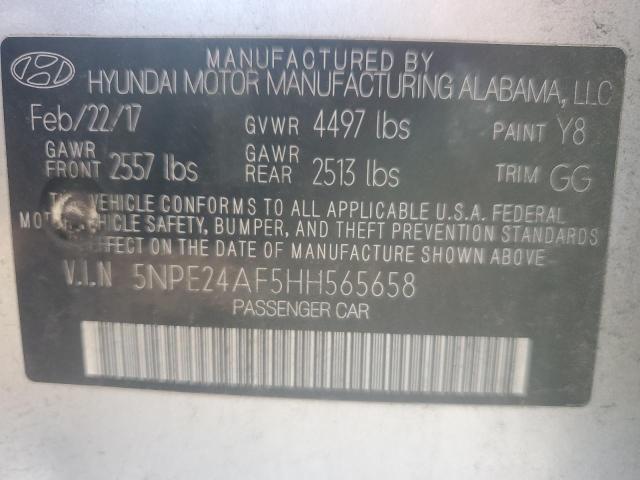 MANUFACTURED BY
HYUNDAI MOTOR MANUFACTURING ALABAMA, LLC
Feb/22/17 GVWR 4497 lbs PAINT Y8
GAWR FRONT 2557 lbs GAWR REAR 2513 lbs TRIM GG
VEHICLE CONFORMS TO ALL APPLICABLE U.S.A. FEDERAL
VEHICLE SAFETY, BUMPER, AND THEFT PREVENTION STANDARDS
EFFECT ON THE DATE OF MANUFACTURE SHOWN ABOVE.
V.I.N 5NPE24AF5HH565658
PASSENGER CAR